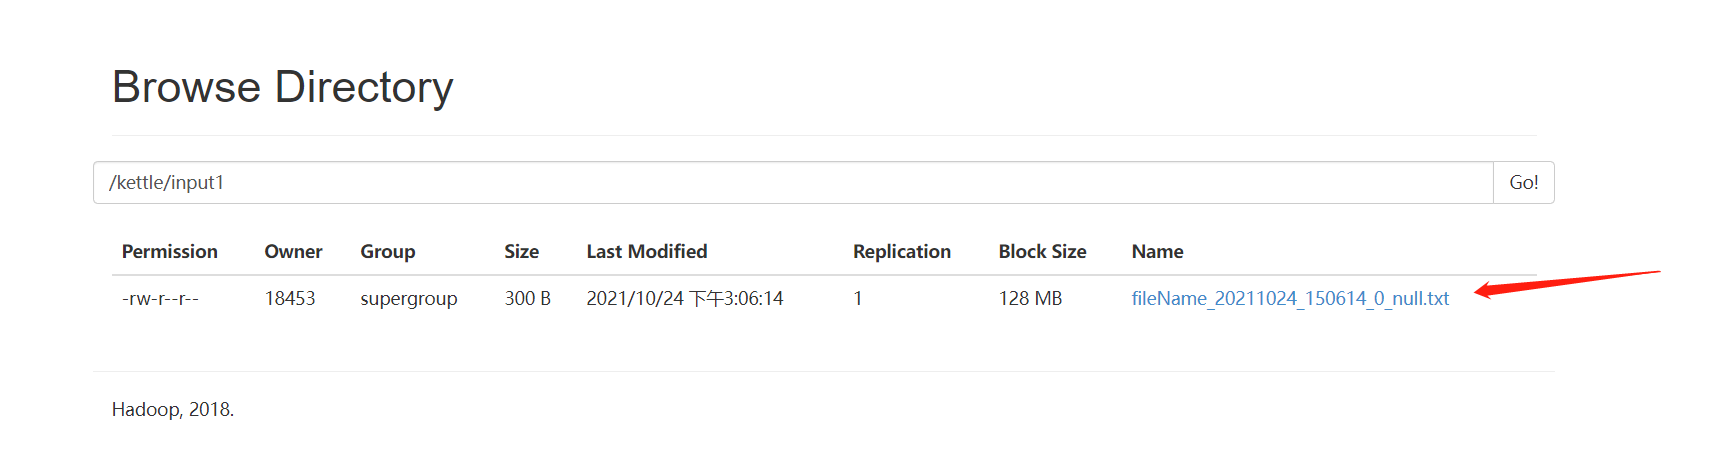 Browse Directory
/kettle/input1 Go!
Permission Owner Group Size Last Modified Replication Block Size Name
-rw-r--r-- 18453 supergroup 300 B 2021/10/24 下午3:06:14 1 128 MB fileName_20211024_150614_0_null.txt
Hadoop, 2018.